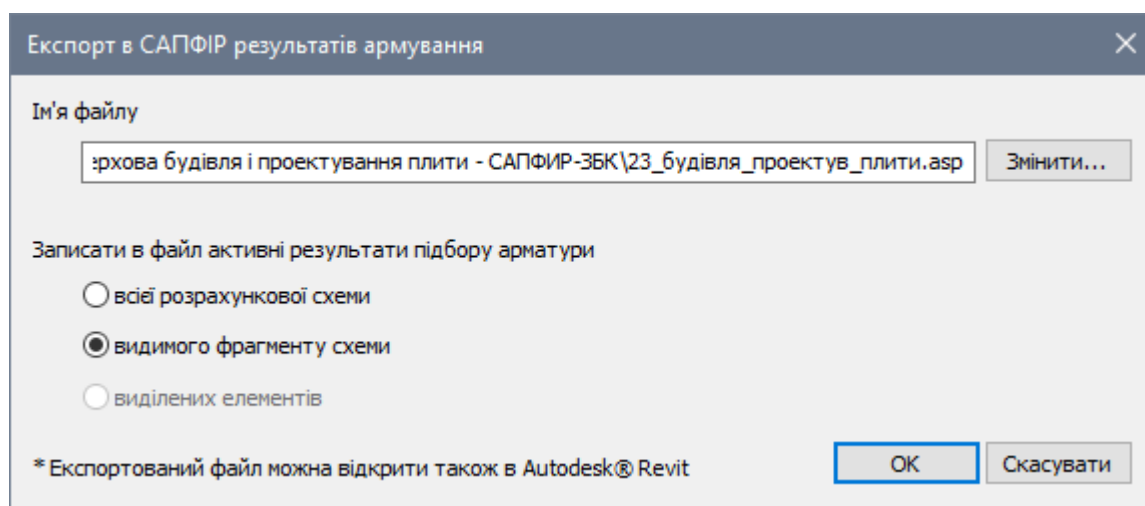 Експорт в САПФІР результатів армування
Ім'я файлу
ерхова будівля і проектування плити - САПФИР-ЗБК\23_будівля_проектув_плити.asp
Змінити...
Записати в файл активні результати підбору арматури
всієї розрахункової схеми
видимого фрагменту схеми
виділених елементів
* Експортований файл можна відкрити також в Autodesk® Revit
OK
Скасувати